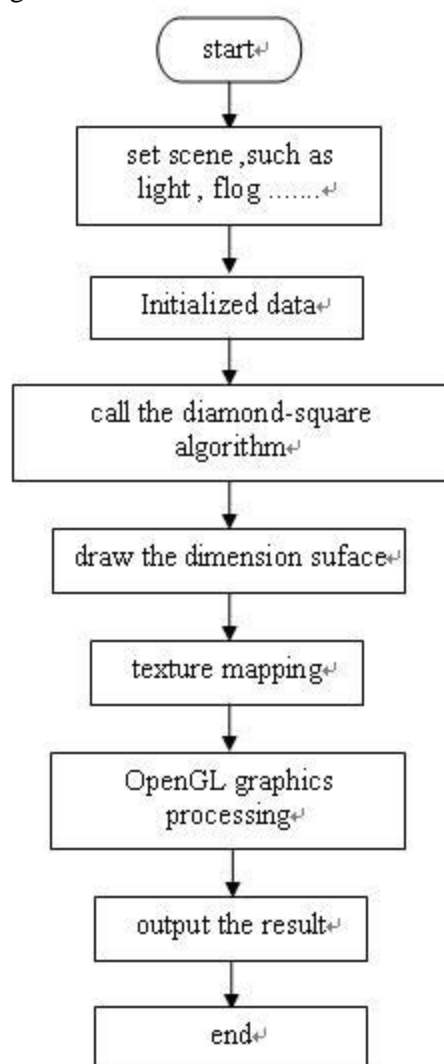 start↵
set scene ,such as
light , flog .......↵
Initialized data↵
call the diamond-square
algorithm↵
draw the dimension suface↵
texture mapping↵
OpenGL graphics
processing↵
output the result↵
end↵